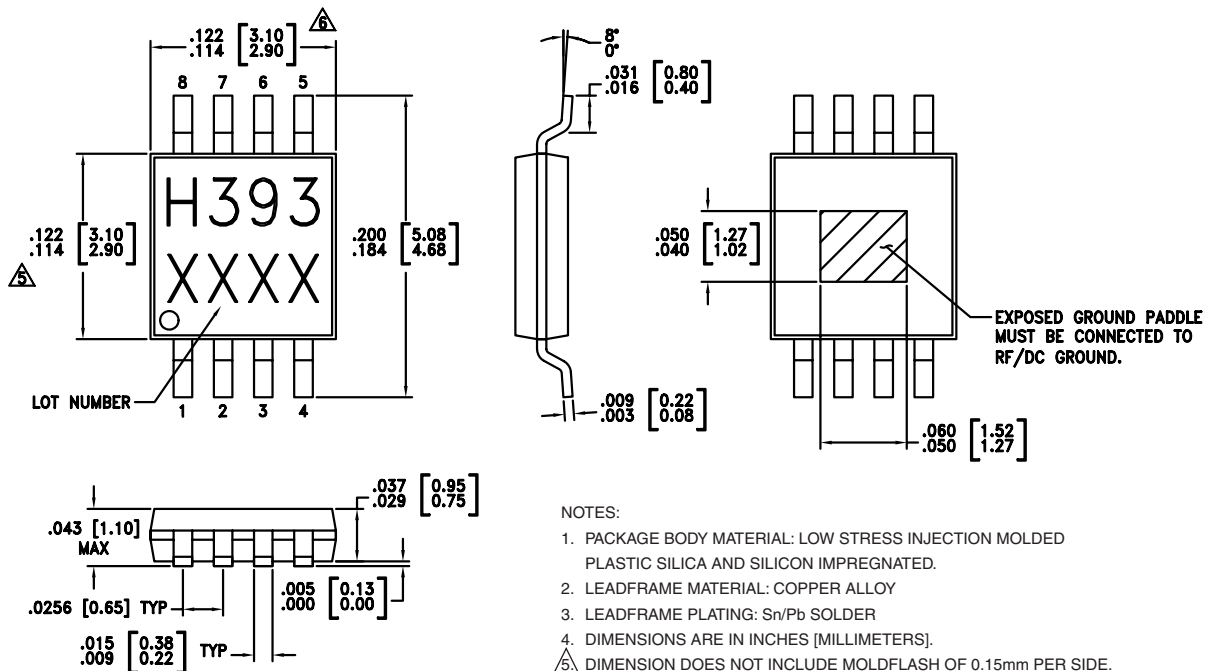 .122 [3.10]
.114 [2.90]
6
8 7 6 5
H393
XXXX
.122 [3.10]
.114 [2.90]
5
.200 [5.08]
.184 [4.68]
LOT NUMBER
1 2 3 4
8°
0°
.031 [0.80]
.016 [0.40]
.009 [0.22]
.003 [0.08]
.050 [1.27]
.040 [1.02]
EXPOSED GROUND PADDLE
MUST BE CONNECTED TO
RF/DC GROUND.
.060 [1.52]
.050 [1.27]
.043 [1.10]
MAX
.037 [0.95]
.029 [0.75]
.0256 [0.65] TYP
.005 [0.13]
.000 [0.00]
.015 [0.38]
.009 [0.22] TYP
NOTES:
1. PACKAGE BODY MATERIAL: LOW STRESS INJECTION MOLDED
PLASTIC SILICA AND SILICON IMPREGNATED.
2. LEADFRAME MATERIAL: COPPER ALLOY
3. LEADFRAME PLATING: Sn/Pb SOLDER
4. DIMENSIONS ARE IN INCHES [MILLIMETERS].
5. DIMENSION DOES NOT INCLUDE MOLDFLASH OF 0.15mm PER SIDE.